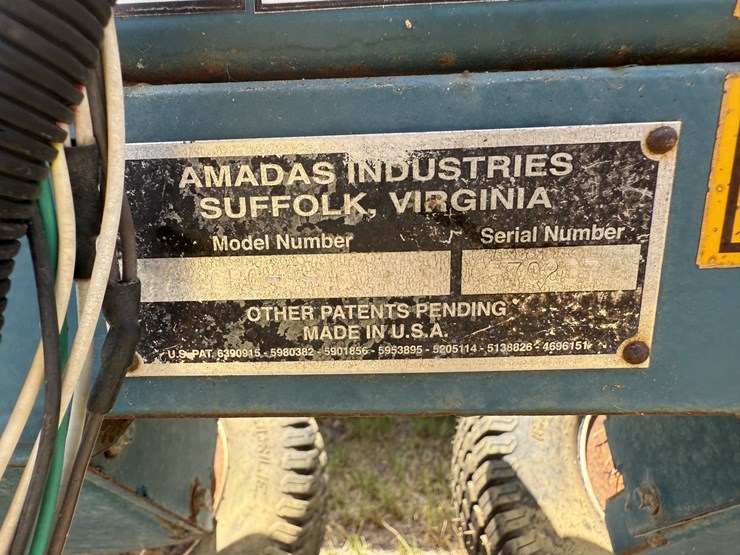 AMADAS INDUSTRIES
SUFFOLK, VIRGINIA
Model Number Serial Number
OTHER PATENTS PENDING
MADE IN U.S.A.
U.S. PAT. 6390915 - 5980382 - 5901856 - 5953895 - 5205114 - 5138826 - 4696151